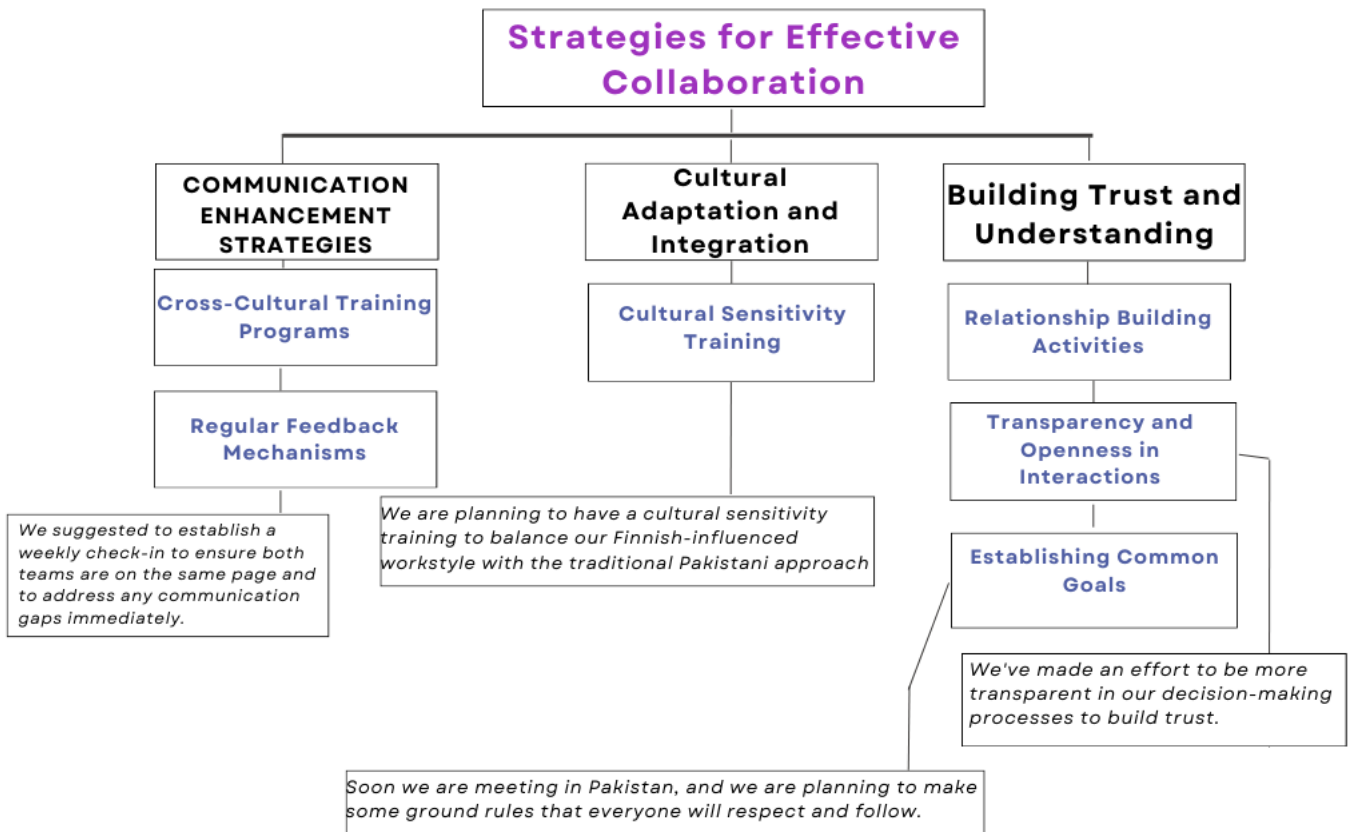 Strategies for Effective
Collaboration
COMMUNICATION
ENHANCEMENT
STRATEGIES
Cross-Cultural Training
Programs
Regular Feedback
Mechanisms
We suggested to establish a
weekly check-in to ensure both
teams are on the same page and
to address any communication
gaps immediately.
Cultural
Adaptation and
Integration
Cultural Sensitivity
Training
We are planning to have a cultural sensitivity
training to balance our Finnish-influenced
workstyle with the traditional Pakistani approach
Building Trust and
Understanding
Relationship Building
Activities
Transparency and
Openness in
Interactions
Establishing Common
Goals
We've made an effort to be more
transparent in our decision-making
processes to build trust.
Soon we are meeting in Pakistan, and we are planning to make
some ground rules that everyone will respect and follow.